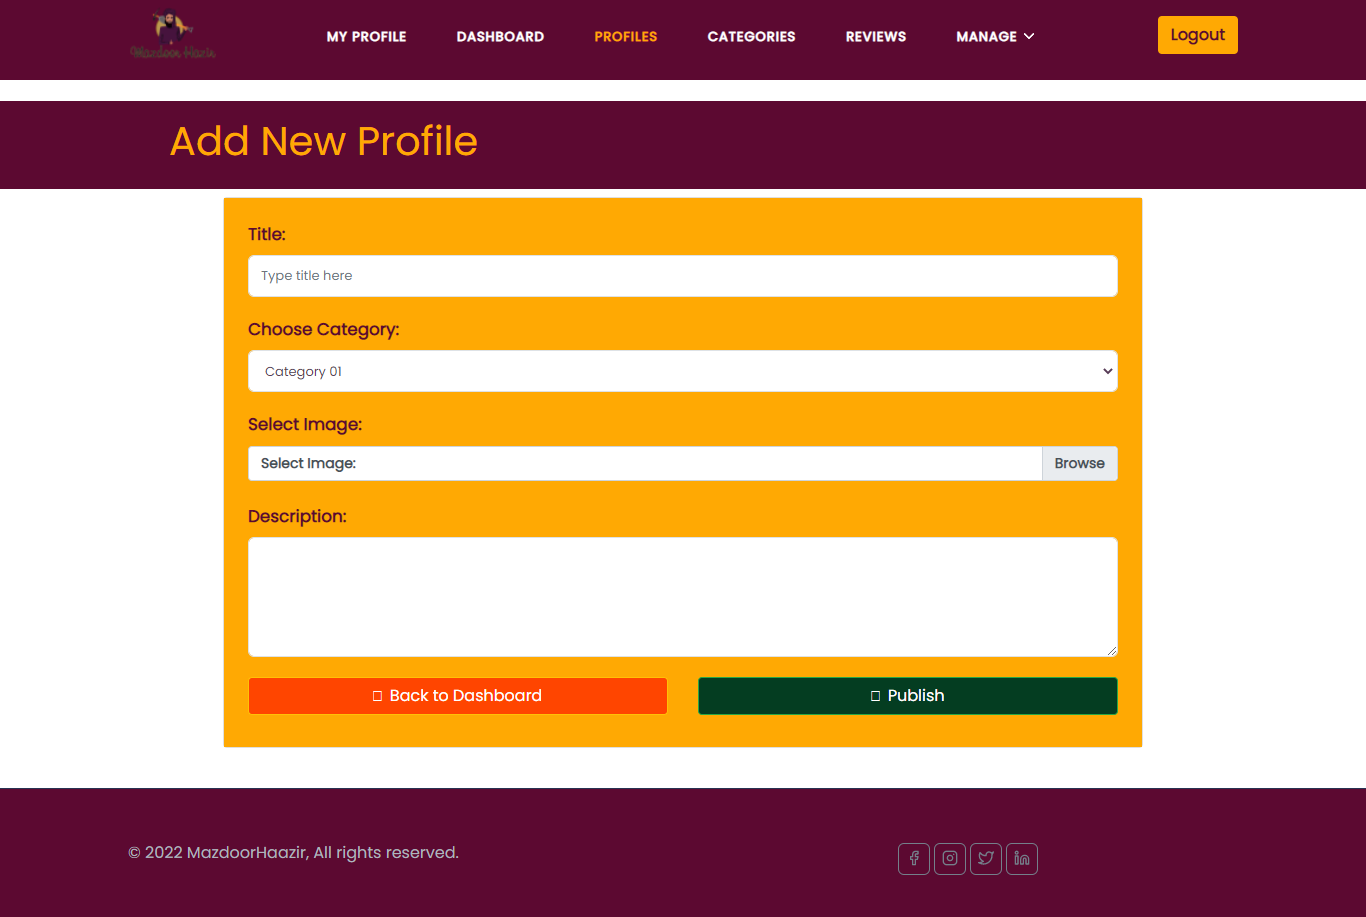 Mazdoor Haazir
MY PROFILE DASHBOARD PROFILES CATEGORIES REVIEWS MANAGE Logout
Add New Profile
Title:
Type title here
Choose Category:
Category 01
Select Image:
Select Image: Browse
Description:
Back to Dashboard Publish
© 2022 MazdoorHaazir, All rights reserved.